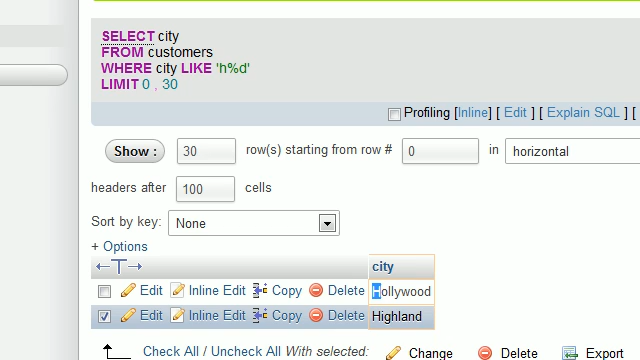 SELECT city
FROM customers
WHERE city LIKE 'h%d'
LIMIT 0 , 30
Profiling [Inline] [ Edit ] [ Explain SQL ] [
Show : 30 row(s) starting from row # 0 in horizontal
headers after 100 cells
Sort by key: None
+ Options
←T→ city
Edit Inline Edit Copy Delete Hollywood
Edit Inline Edit Copy Delete Highland
Check All / Uncheck All With selected: Change Delete Export